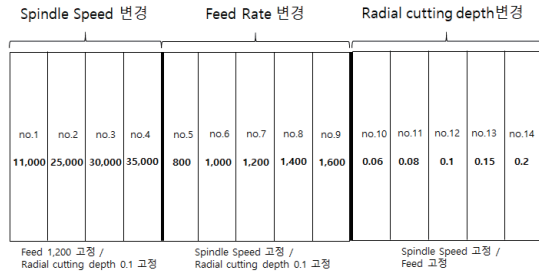 Spindle Speed 변경 Feed Rate 변경 Radial cutting depth변경
no.1 no.2 no.3 no.4 no.5 no.6 no.7 no.8 no.9 no.10 no.11 no.12 no.13 no.14
11,000 25,000 30,000 35,000 800 1,000 1,200 1,400 1,600 0.06 0.08 0.1 0.15 0.2
Feed 1,200 고정 / Spindle Speed 고정 / Spindle Speed 고정 /
Radial cutting depth 0.1 고정 Radial cutting depth 0.1 고정 Feed 고정